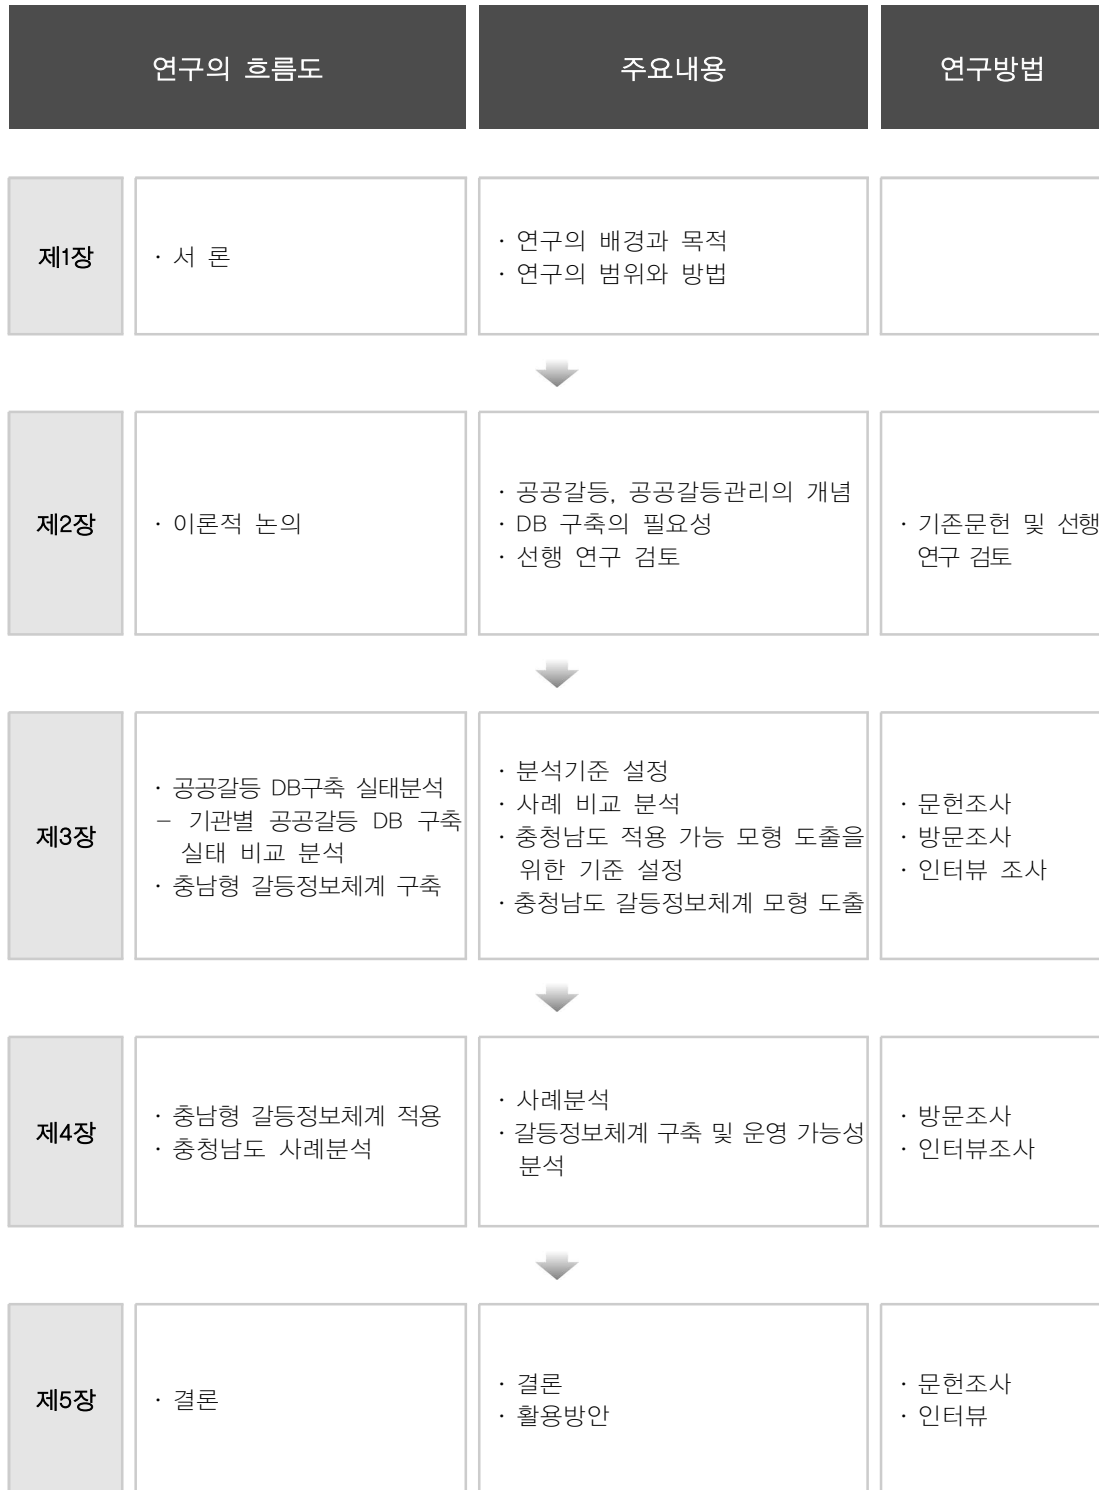 연구의 흐름도
주요내용
연구방법
제1장
· 서 론
· 연구의 배경과 목적
· 연구의 범위와 방법
제2장
· 이론적 논의
· 공공갈등, 공공갈등관리의 개념
· DB 구축의 필요성
· 선행 연구 검토
· 기존문헌 및 선행
연구 검토
제3장
· 공공갈등 DB구축 실태분석
- 기관별 공공갈등 DB 구축
실태 비교 분석
· 충남형 갈등정보체계 구축
· 분석기준 설정
· 사례 비교 분석
· 충청남도 적용 가능 모형 도출을
위한 기준 설정
· 충청남도 갈등정보체계 모형 도출
· 문헌조사
· 방문조사
· 인터뷰 조사
제4장
· 충남형 갈등정보체계 적용
· 충청남도 사례분석
· 사례분석
· 갈등정보체계 구축 및 운영 가능성
분석
· 방문조사
· 인터뷰조사
제5장
· 결론
· 결론
· 활용방안
· 문헌조사
· 인터뷰